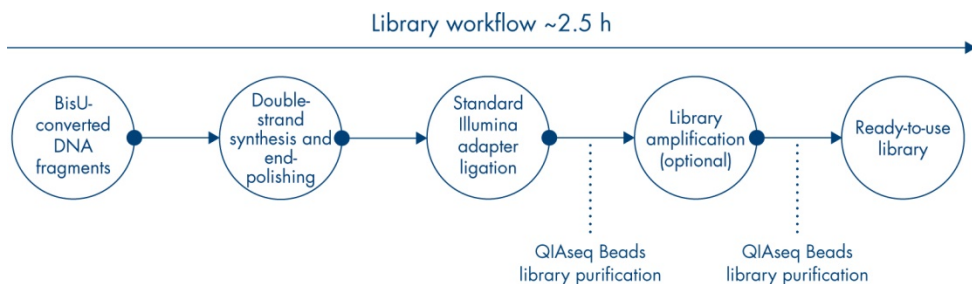 Library workflow ~2.5 h
BisU-
converted
DNA
fragments
Double-
strand
synthesis and
end-
polishing
Standard
Illumina
adapter
ligation
Library
amplification
(optional)
Ready-to-use
library
QIAseq Beads
library purification
QIAseq Beads
library purification